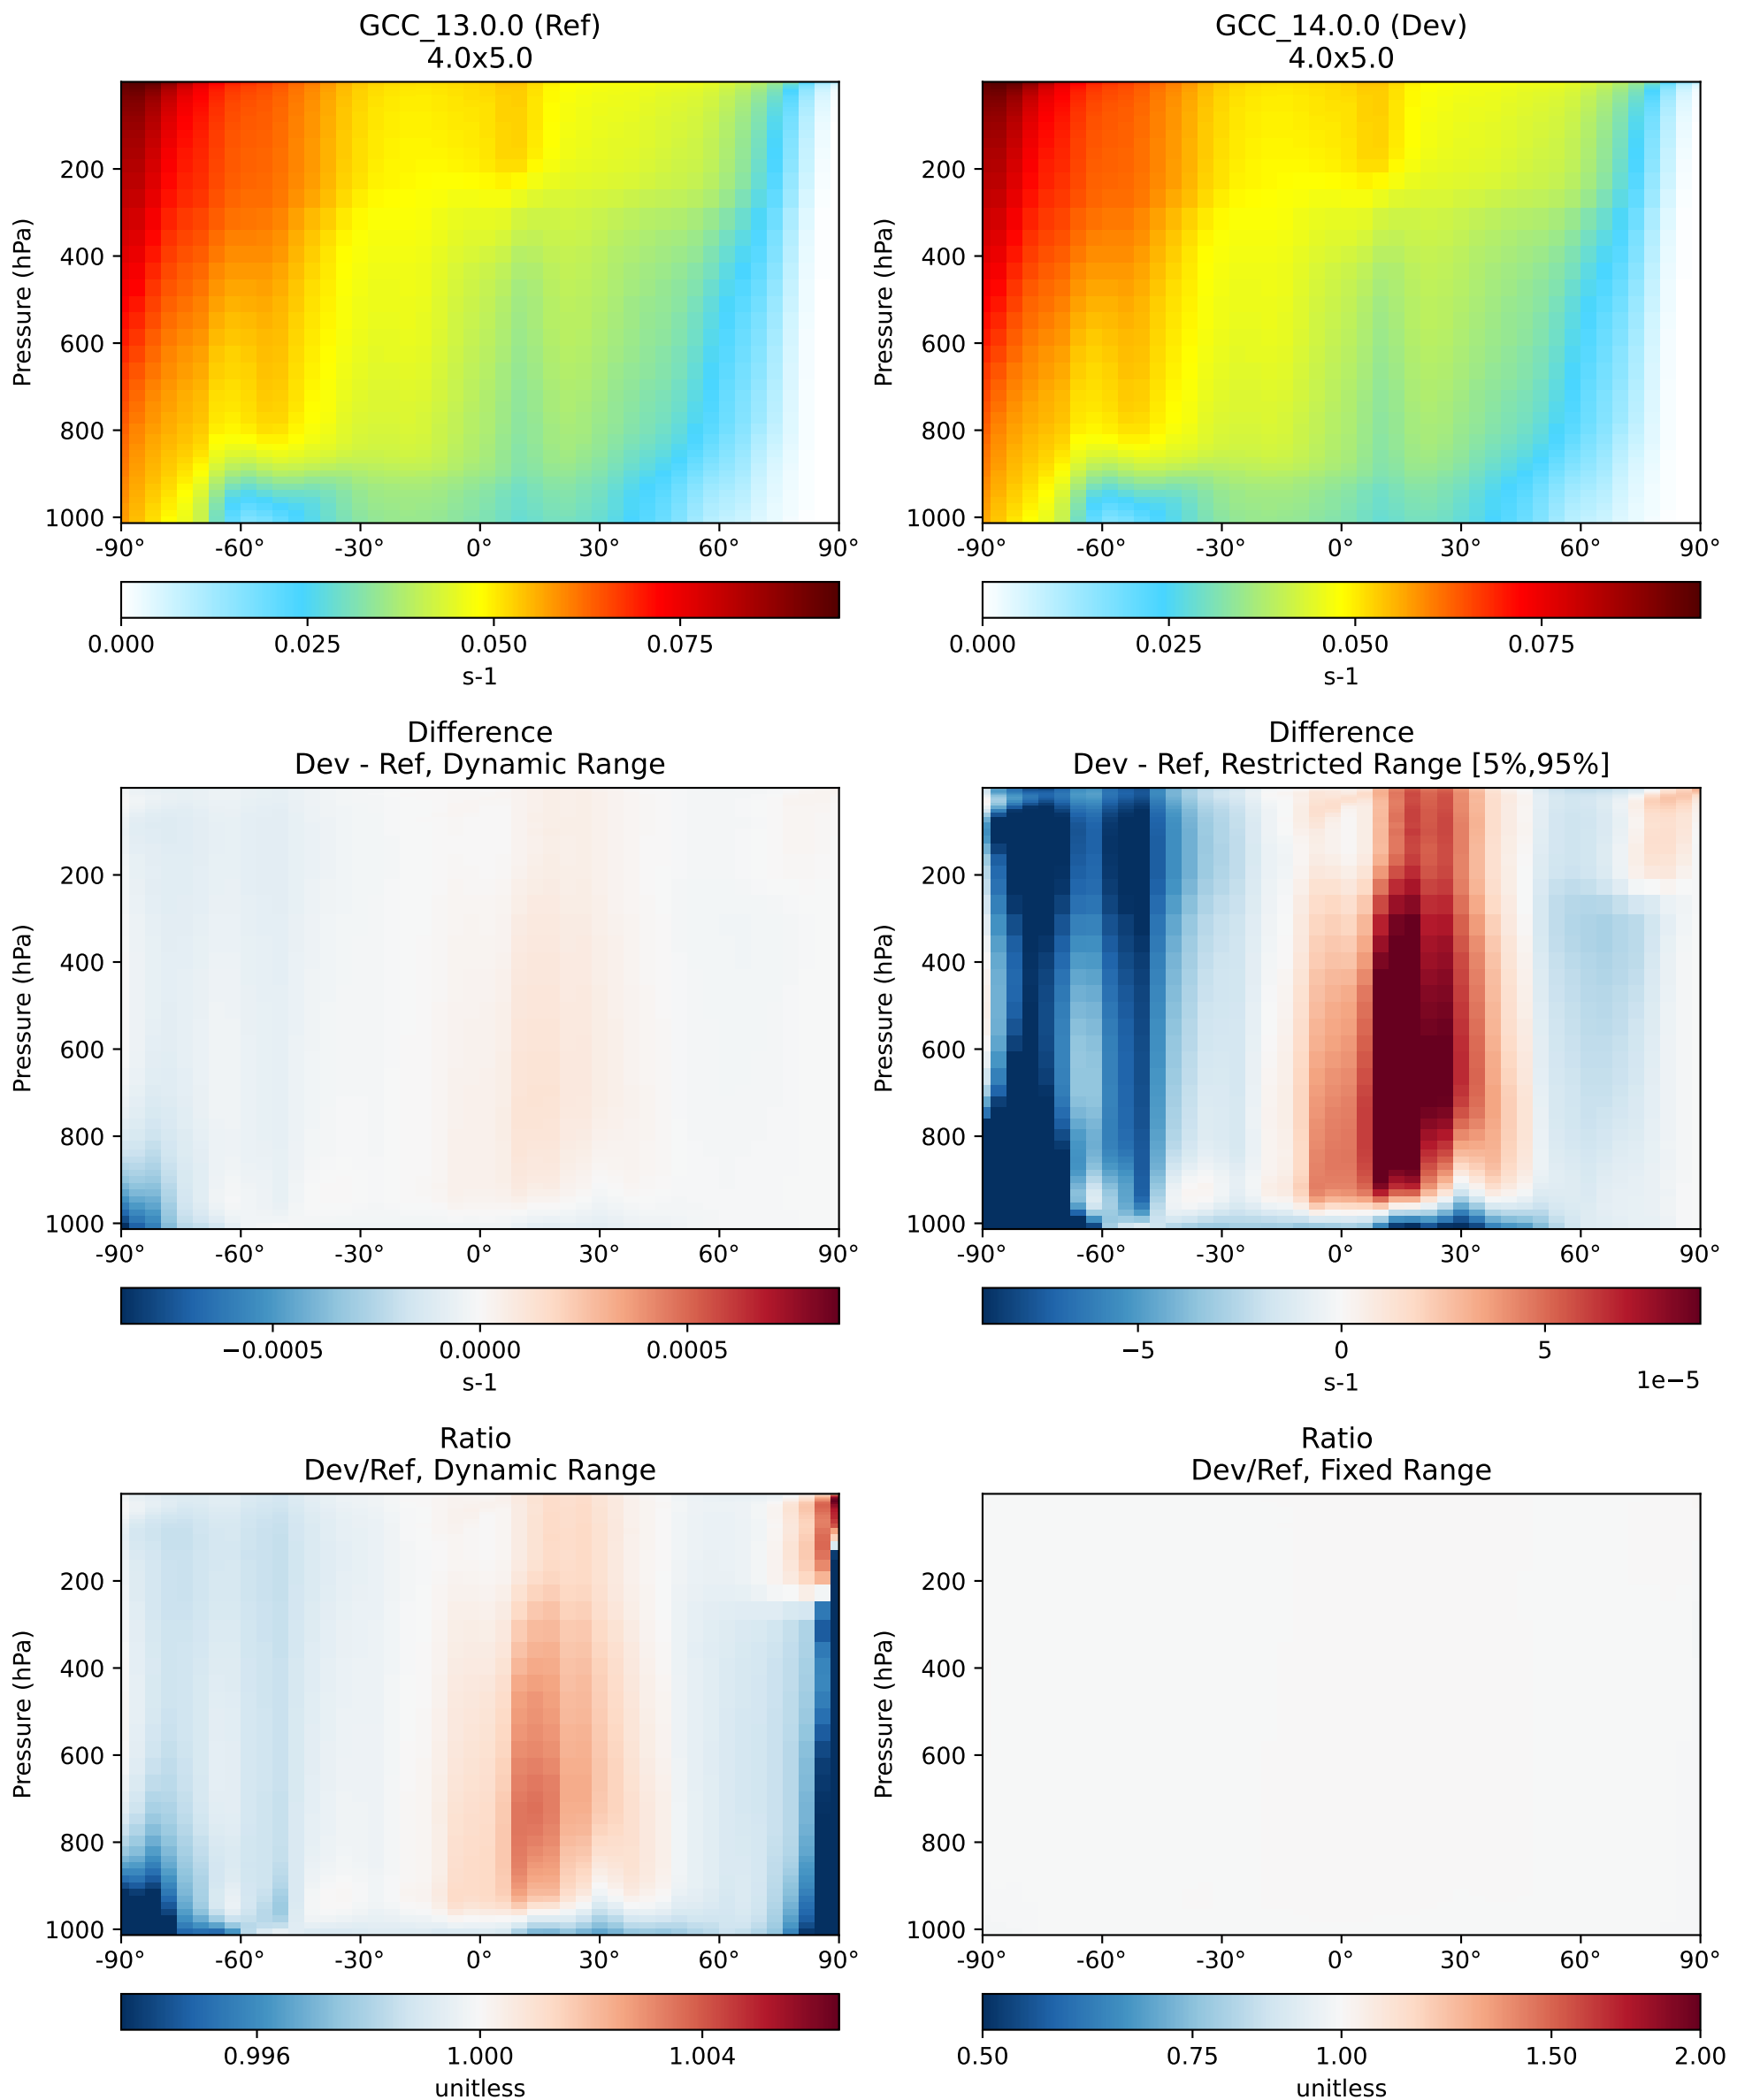 GCC_13.0.0 (Ref)
4.0x5.0
GCC_14.0.0 (Dev)
4.0x5.0
Pressure (hPa)
200
400
600
800
1000
-90° -60° -30° 0° 30° 60° 90°
0.000 0.025 0.050 0.075
s-1
Pressure (hPa)
200
400
600
800
1000
-90° -60° -30° 0° 30° 60° 90°
0.000 0.025 0.050 0.075
s-1
Difference
Dev - Ref, Dynamic Range
Pressure (hPa)
200
400
600
800
1000
-90° -60° -30° 0° 30° 60° 90°
−0.0005 0.0000 0.0005
s-1
Difference
Dev - Ref, Restricted Range [5%,95%]
Pressure (hPa)
200
400
600
800
1000
-90° -60° -30° 0° 30° 60° 90°
−5 0 5
s-1
1e−5
Ratio
Dev/Ref, Dynamic Range
Pressure (hPa)
200
400
600
800
1000
-90° -60° -30° 0° 30° 60° 90°
0.996 1.000 1.004
unitless
Ratio
Dev/Ref, Fixed Range
Pressure (hPa)
200
400
600
800
1000
-90° -60° -30° 0° 30° 60° 90°
0.50 0.75 1.00 1.50 2.00
unitless